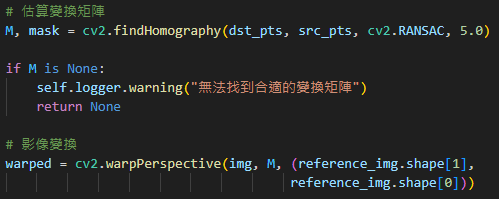 # 估算變換矩陣
M, mask = cv2.findHomography(dst_pts, src_pts, cv2.RANSAC, 5.0)
if M is None:
self.logger.warning("無法找到合適的變換矩陣")
return None
# 影像變換
warped = cv2.warpPerspective(img, M, (reference_img.shape[1],
reference_img.shape[0]))